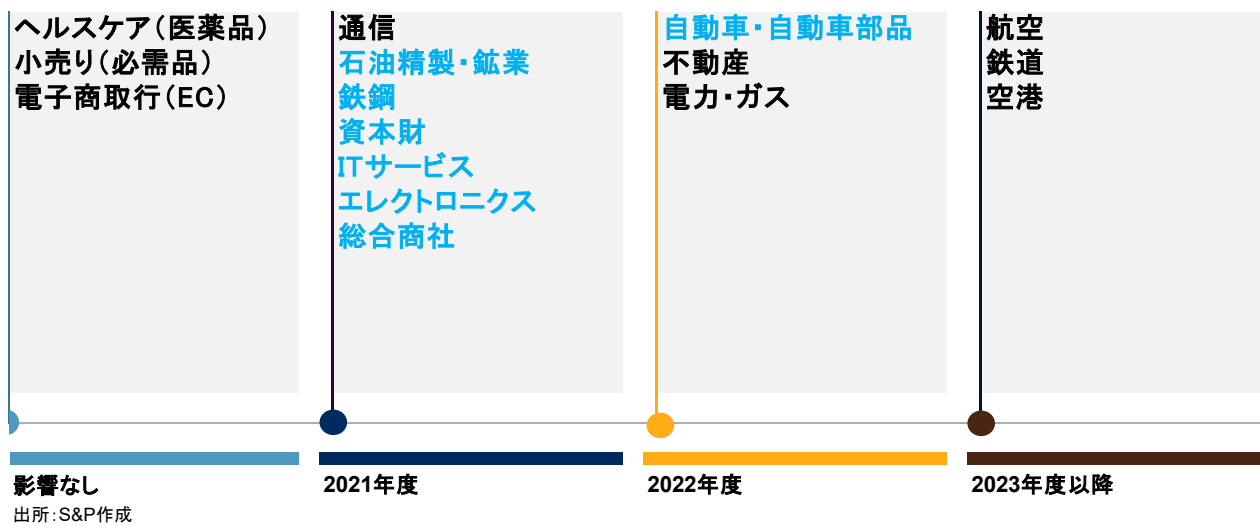 ヘルスケア(医薬品)
小売り(必需品)
電子商取行(EC)
通信
石油精製・鉱業
鉄鋼
資本財
ITサービス
エレクトロニクス
総合商社
自動車・自動車部品
不動産
電力・ガス
航空
鉄道
空港
影響なし
2021年度
2022年度
2023年度以降
出所:S&P作成